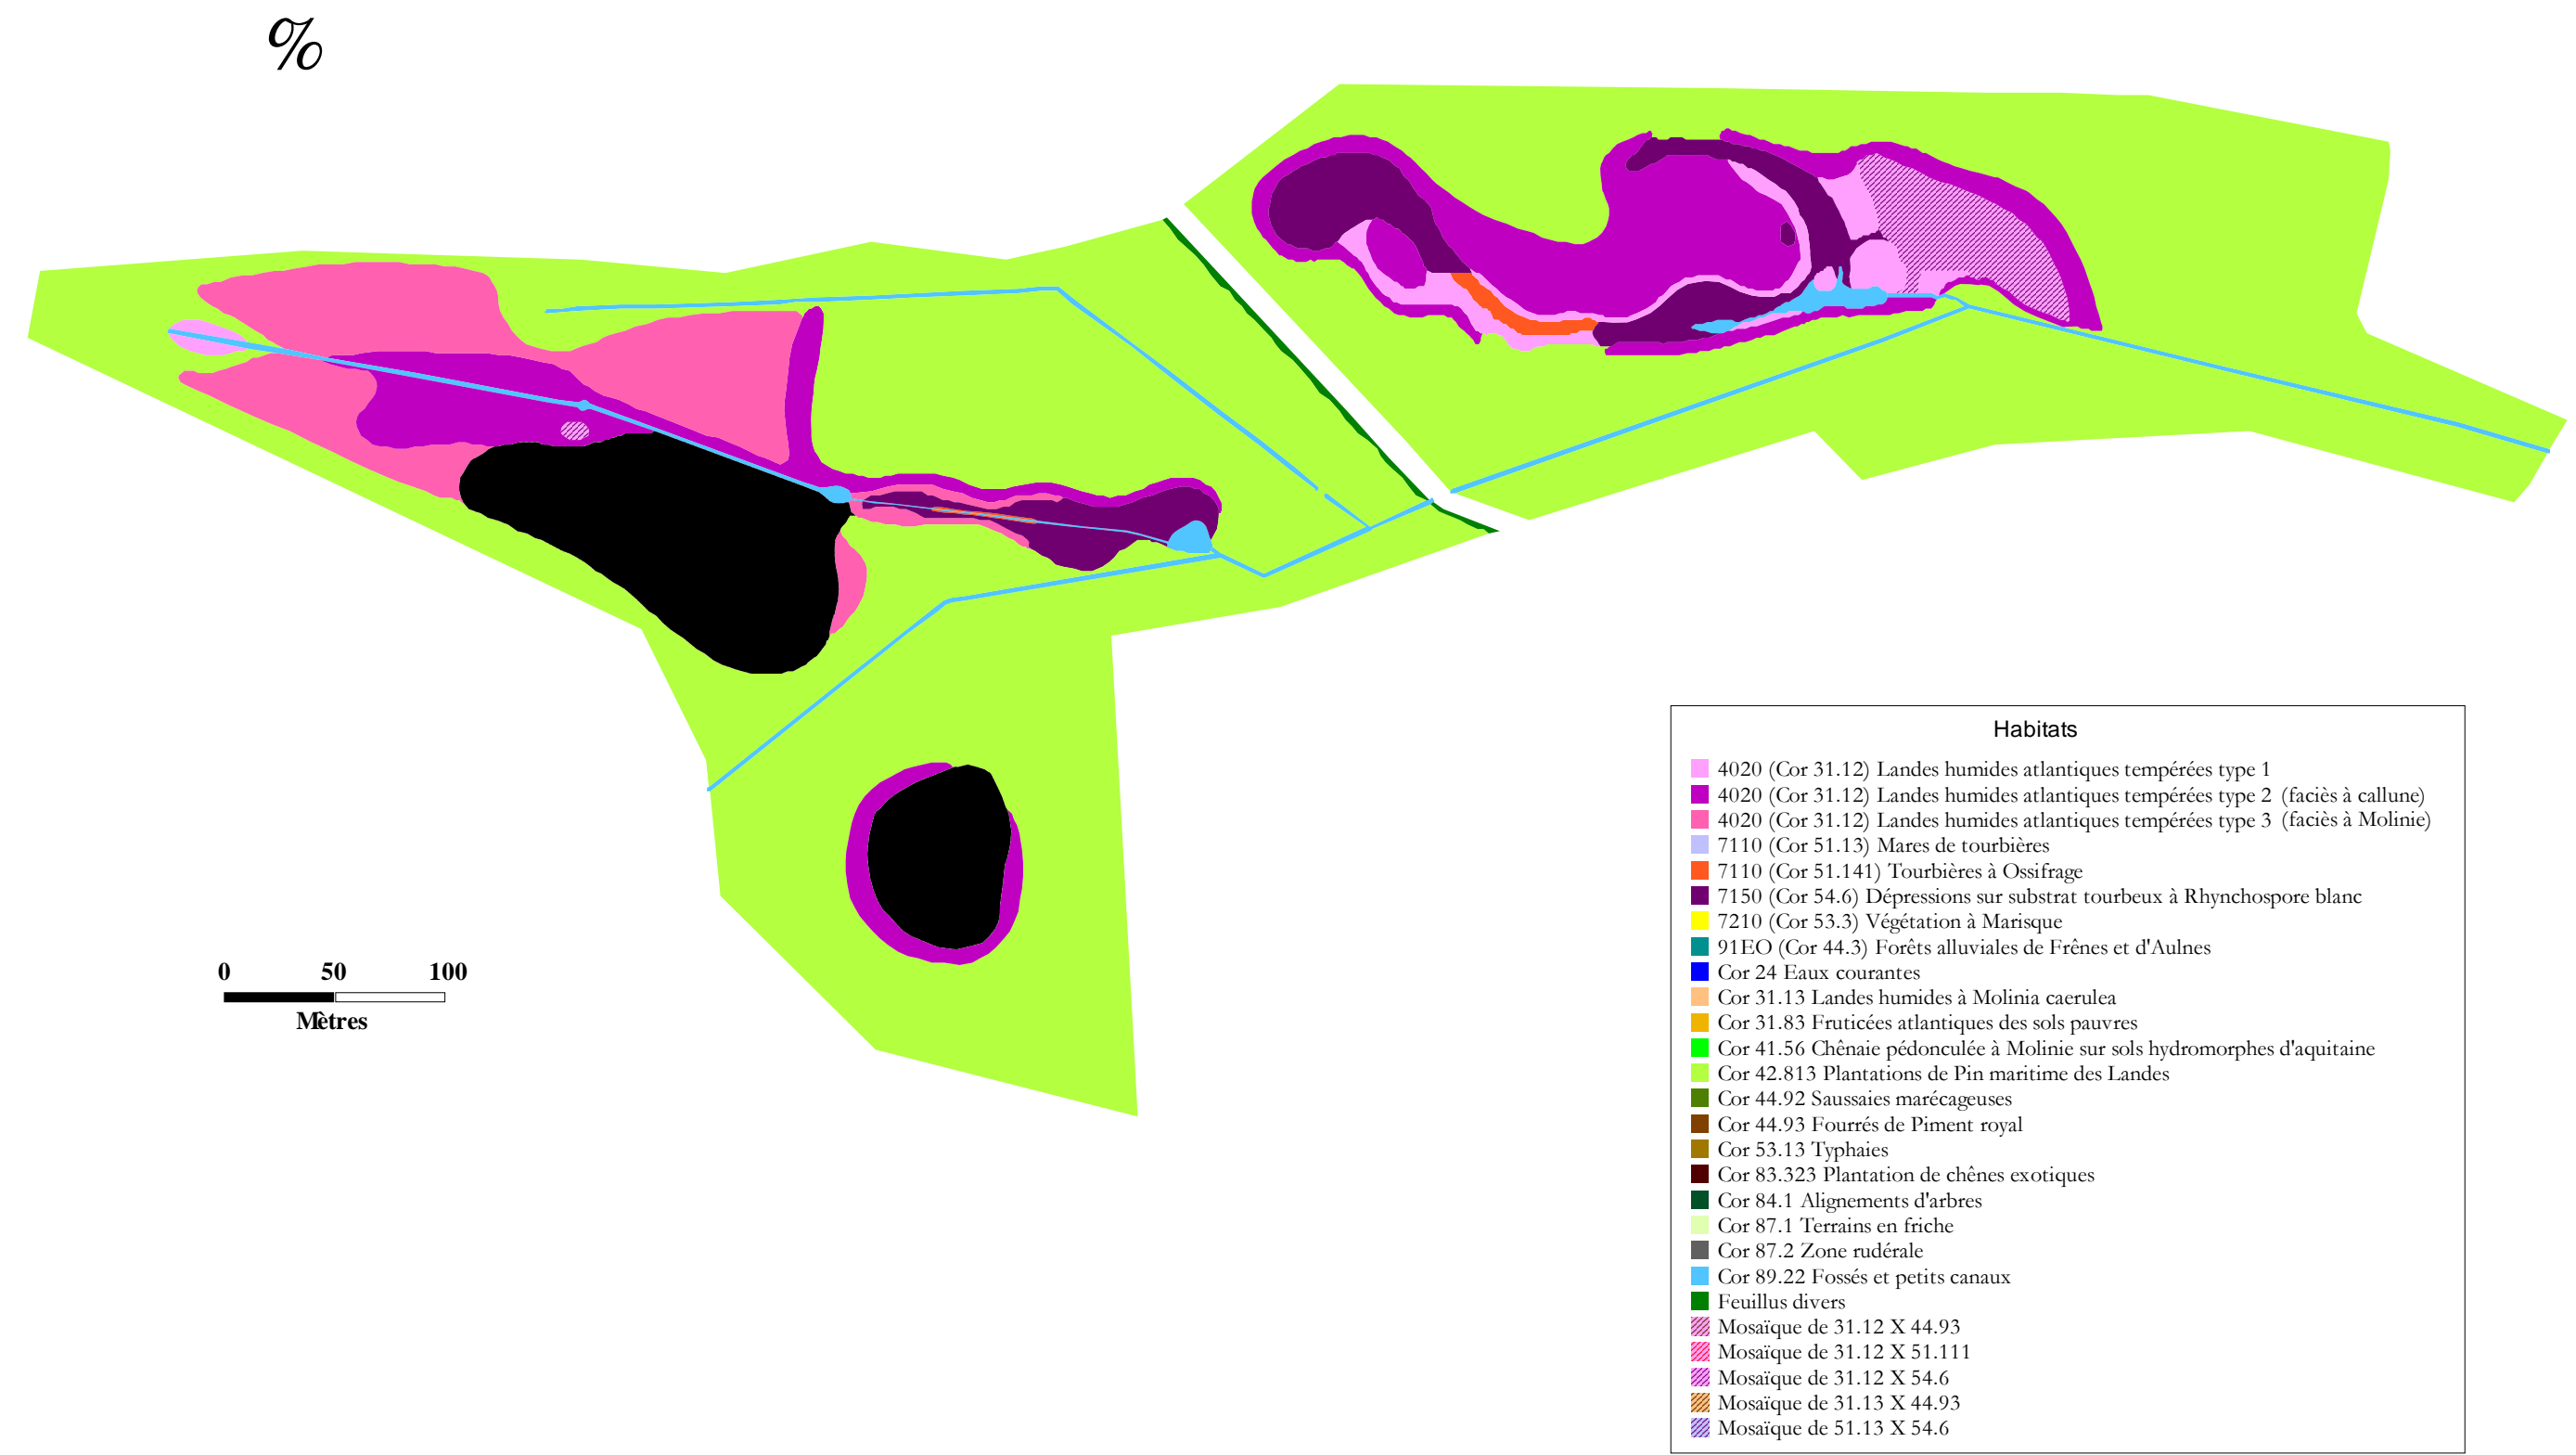 %
0 50 100
Mètres
Habitats
4020 (Cor 31.12) Landes humides atlantiques tempérées type 1
4020 (Cor 31.12) Landes humides atlantiques tempérées type 2 (faciès à callune)
4020 (Cor 31.12) Landes humides atlantiques tempérées type 3 (faciès à Molinie)
7110 (Cor 51.13) Mares de tourbières
7110 (Cor 51.141) Tourbières à Ossifrage
7150 (Cor 54.6) Dépressions sur substrat tourbeux à Rhynchospore blanc
7210 (Cor 53.3) Végétation à Marisque
91EO (Cor 44.3) Forêts alluviales de Frênes et d'Aulnes
Cor 24 Eaux courantes
Cor 31.13 Landes humides à Molinia caerulea
Cor 31.83 Fruticées atlantiques des sols pauvres
Cor 41.56 Chênaie pédonculée à Molinie sur sols hydromorphes d'aquitaine
Cor 42.813 Plantations de Pin maritime des Landes
Cor 44.92 Saussaies marécageuses
Cor 44.93 Fourrés de Piment royal
Cor 53.13 Typhaies
Cor 83.323 Plantation de chênes exotiques
Cor 84.1 Alignements d'arbres
Cor 87.1 Terrains en friche
Cor 87.2 Zone rudérale
Cor 89.22 Fossés et petits canaux
Feuillus divers
Mosaïque de 31.12 X 44.93
Mosaïque de 31.12 X 51.111
Mosaïque de 31.12 X 54.6
Mosaïque de 31.13 X 44.93
Mosaïque de 51.13 X 54.6